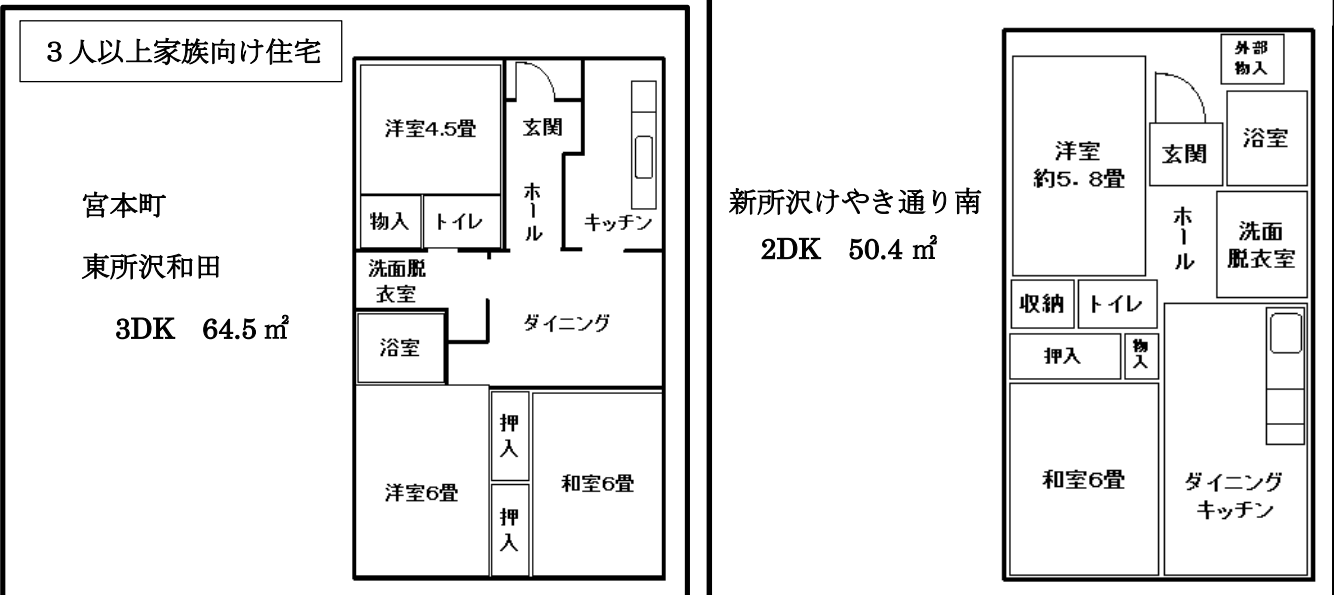 ３人以上家族向け住宅
宮本町
東所沢和田
3DK　64.5㎡
洋室4.5畳
玄関
ホール
キッチン
物入
トイレ
洗面脱
衣室
ダイニング
浴室
押入
洋室6畳
和室6畳
押入
新所沢けやき通り南
2DK　50.4㎡
外部
物入
浴室
玄関
洋室
約5．8畳
ホール
洗面
脱衣室
収納
トイレ
押入
物入
和室6畳
ダイニング
キッチン